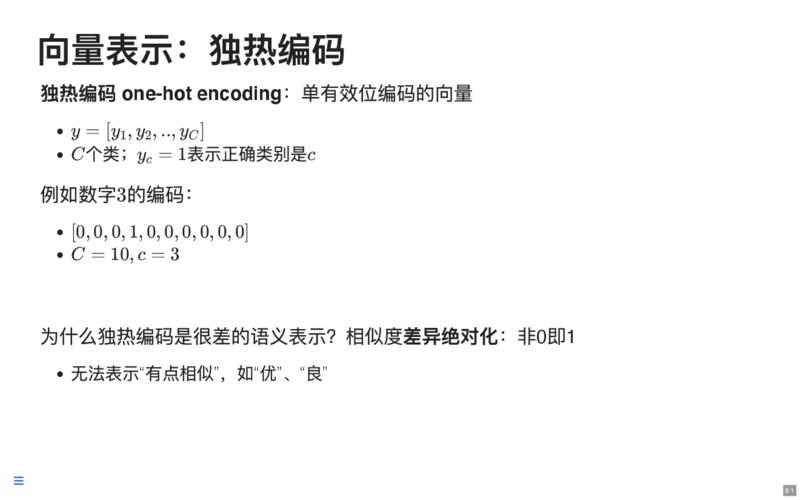 向量表示：独热编码
独热编码 one-hot encoding：单有效位编码的向量
• y = [y₁, y₂, .., y_C]
• C个类；y_c = 1表示正确类别是c
例如数字3的编码：
• [0, 0, 0, 1, 0, 0, 0, 0, 0, 0]
• C = 10, c = 3
为什么独热编码是很差的语义表示？相似度差异绝对化：非0即1
• 无法表示“有点相似”，如“优”、“良”
8.1